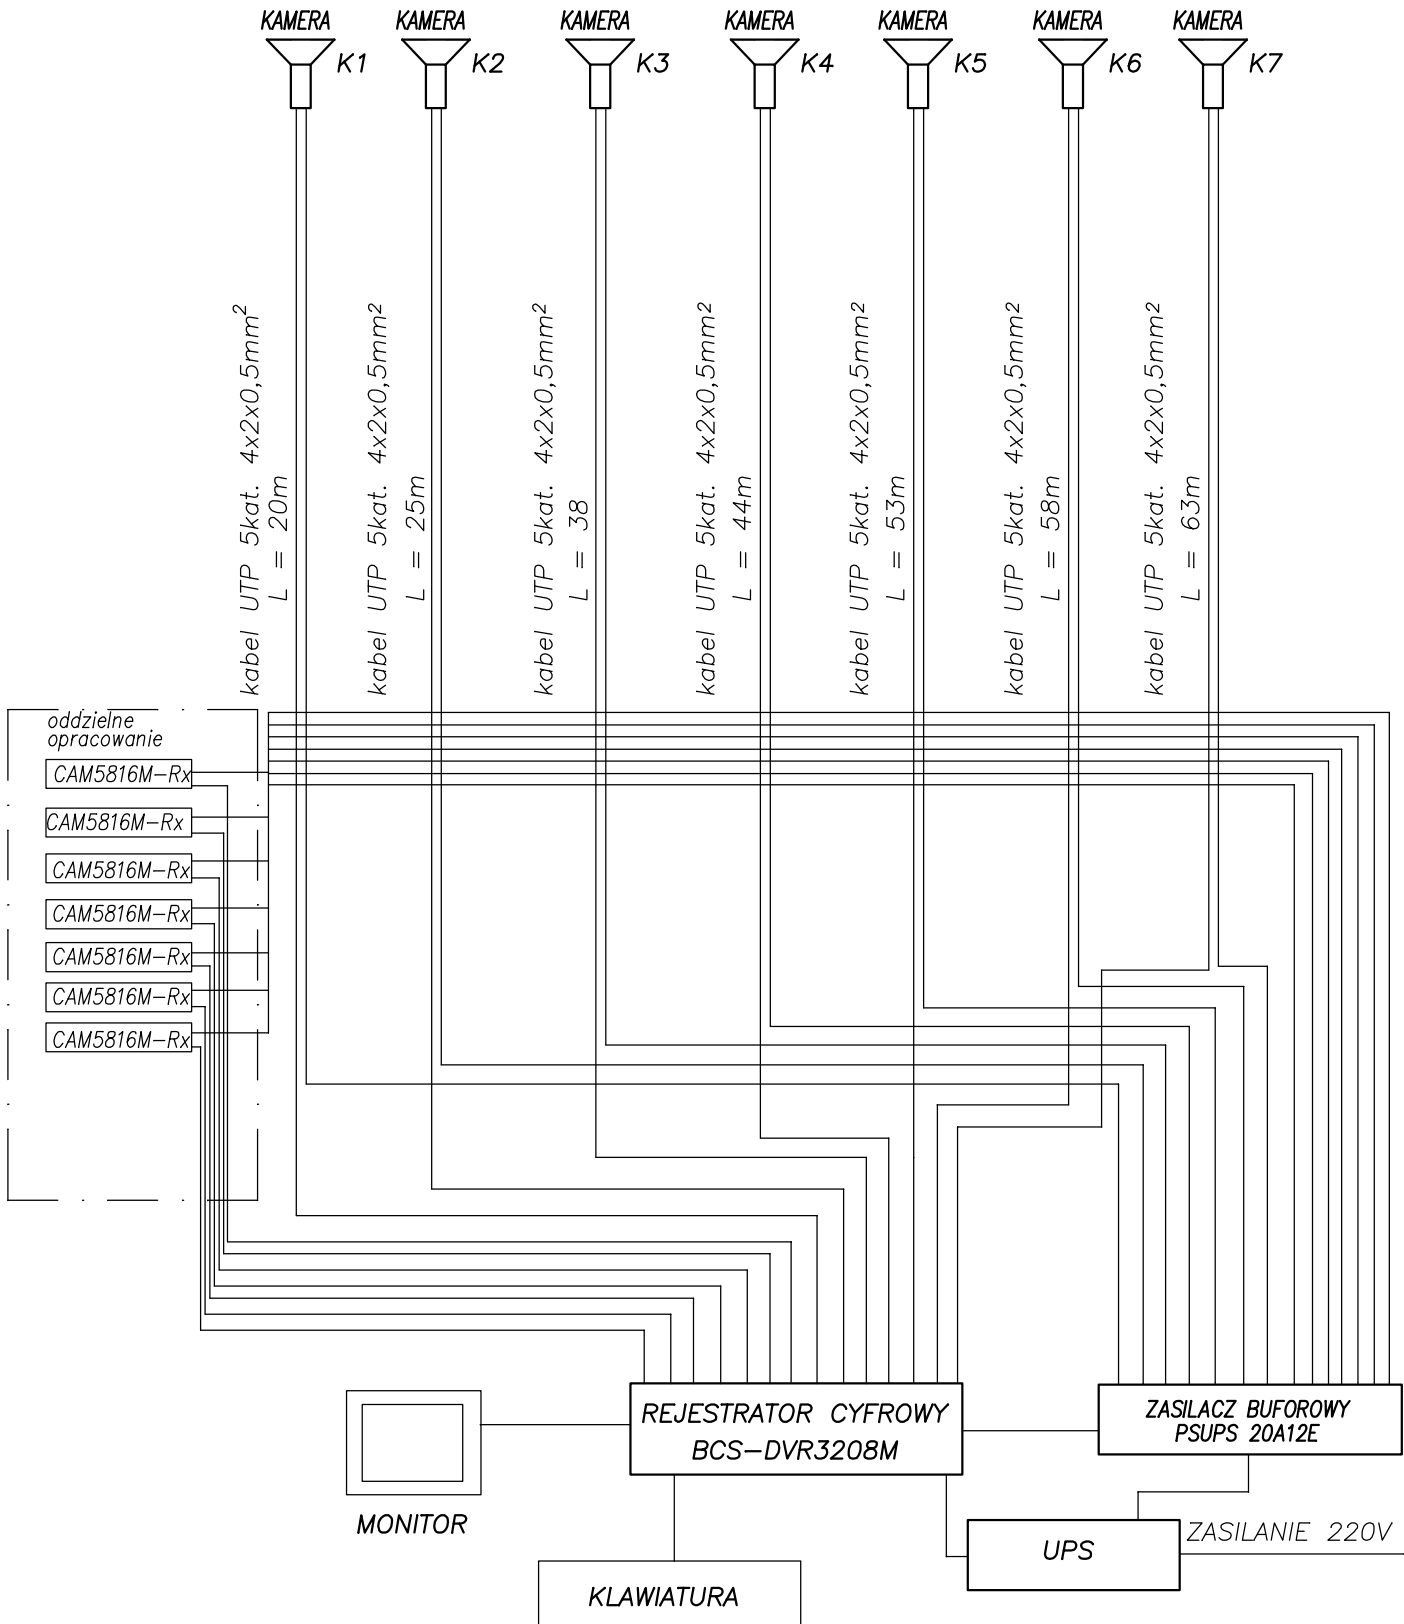 KAMERA KAMERA KAMERA KAMERA KAMERA KAMERA KAMERA
K1 K2 K3 K4 K5 K6 K7
kabel UTP 5kat. 4x2x0,5mm²
L = 20m
kabel UTP 5kat. 4x2x0,5mm²
L = 25m
kabel UTP 5kat. 4x2x0,5mm²
L = 38
kabel UTP 5kat. 4x2x0,5mm²
L = 44m
kabel UTP 5kat. 4x2x0,5mm²
L = 53m
kabel UTP 5kat. 4x2x0,5mm²
L = 58m
kabel UTP 5kat. 4x2x0,5mm²
L = 63m
oddzielne
opracowanie
CAM5816M-Rx
CAM5816M-Rx
CAM5816M-Rx
CAM5816M-Rx
CAM5816M-Rx
CAM5816M-Rx
CAM5816M-Rx
REJESTRATOR CYFROWY
BCS-DVR3208M
ZASILACZ BUFOROWY
PSUPS 20A12E
MONITOR
UPS
ZASILANIE 220V
KLAWIATURA